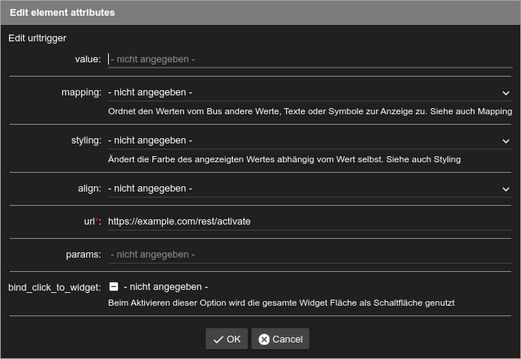 Edit element attributes
Edit urltrigger
value: - nicht angegeben -
mapping: - nicht angegeben -
Ordnet den Werten vom Bus andere Werte, Texte oder Symbole zur Anzeige zu. Siehe auch Mapping
styling: - nicht angegeben -
Ändert die Farbe des angezeigten Wertes abhängig vom Wert selbst. Siehe auch Styling
align: - nicht angegeben -
url*: https://example.com/rest/activate
params: - nicht angegeben -
bind_click_to_widget: - nicht angegeben -
Beim Aktivieren dieser Option wird die gesamte Widget Fläche als Schaltfläche genutzt
OK Cancel